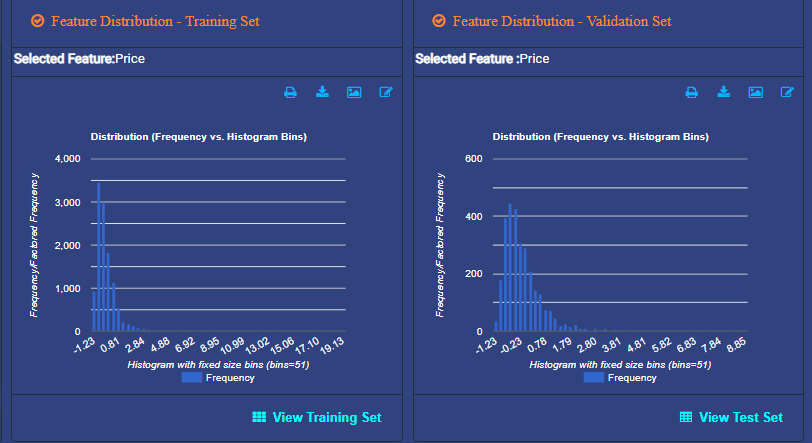 Feature Distribution - Training Set
Selected Feature:Price
Distribution (Frequency vs. Histogram Bins)
Frequency/Factored Frequency
4,000
3,000
2,000
1,000
0
-1.23 0.81 2.84 4.88 6.92 8.95 10.99 13.02 15.06 17.10 19.13
Histogram with fixed size bins (bins=51)
Frequency
View Training Set
Feature Distribution - Validation Set
Selected Feature :Price
Distribution (Frequency vs. Histogram Bins)
Frequency/Factored Frequency
600
400
200
0
-1.23 -0.23 0.78 1.79 2.80 3.81 4.81 5.82 6.83 7.84 8.85
Histogram with fixed size bins (bins=51)
Frequency
View Test Set